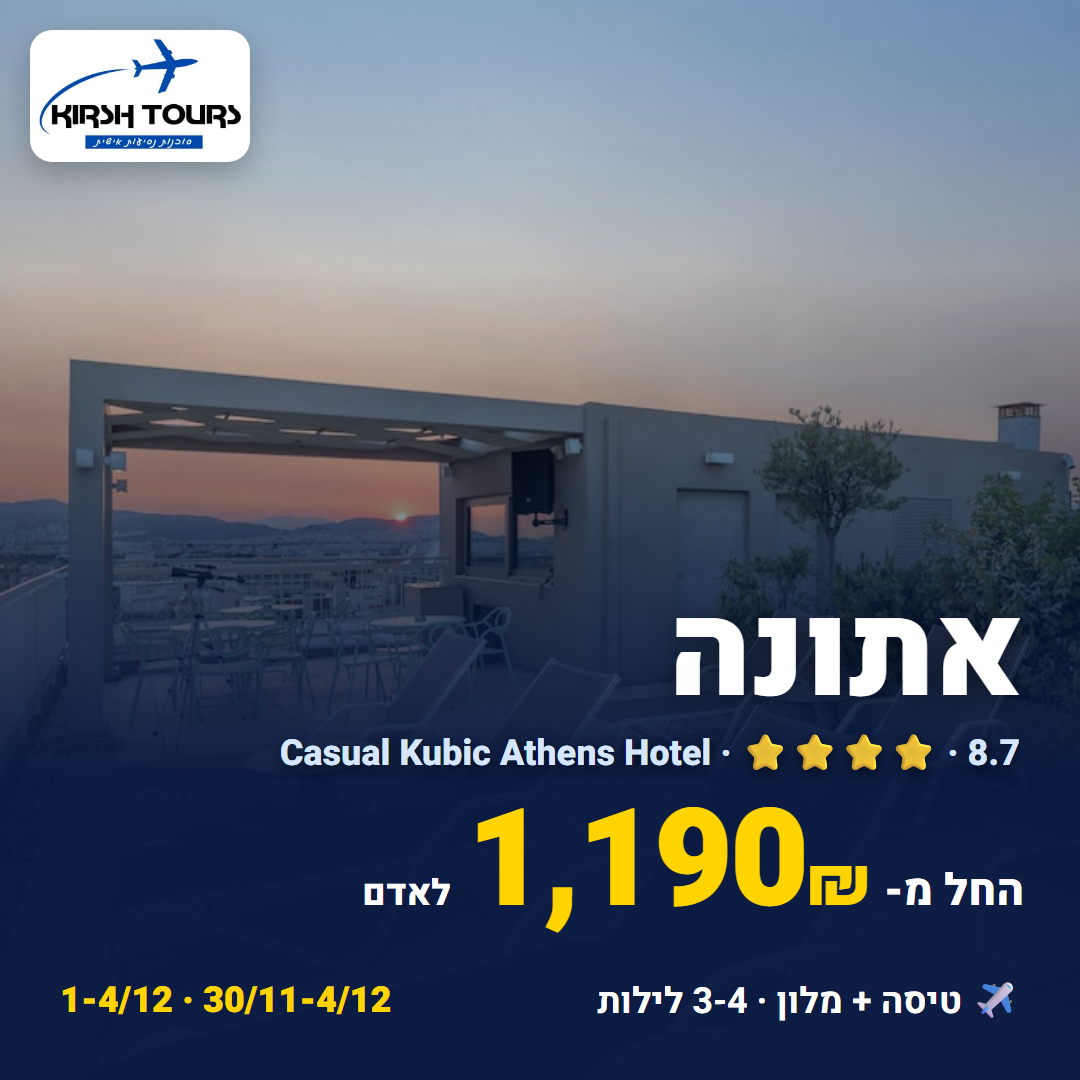 KIRSH TOURS
סוכנות נסיעות אישית
אתונה
8.7 · ⭐⭐⭐⭐ · Casual Kubic Athens Hotel
החל מ- ₪1,190 לאדם
✈️ טיסה + מלון · 3-4 לילות
1-4/12 · 30/11-4/12